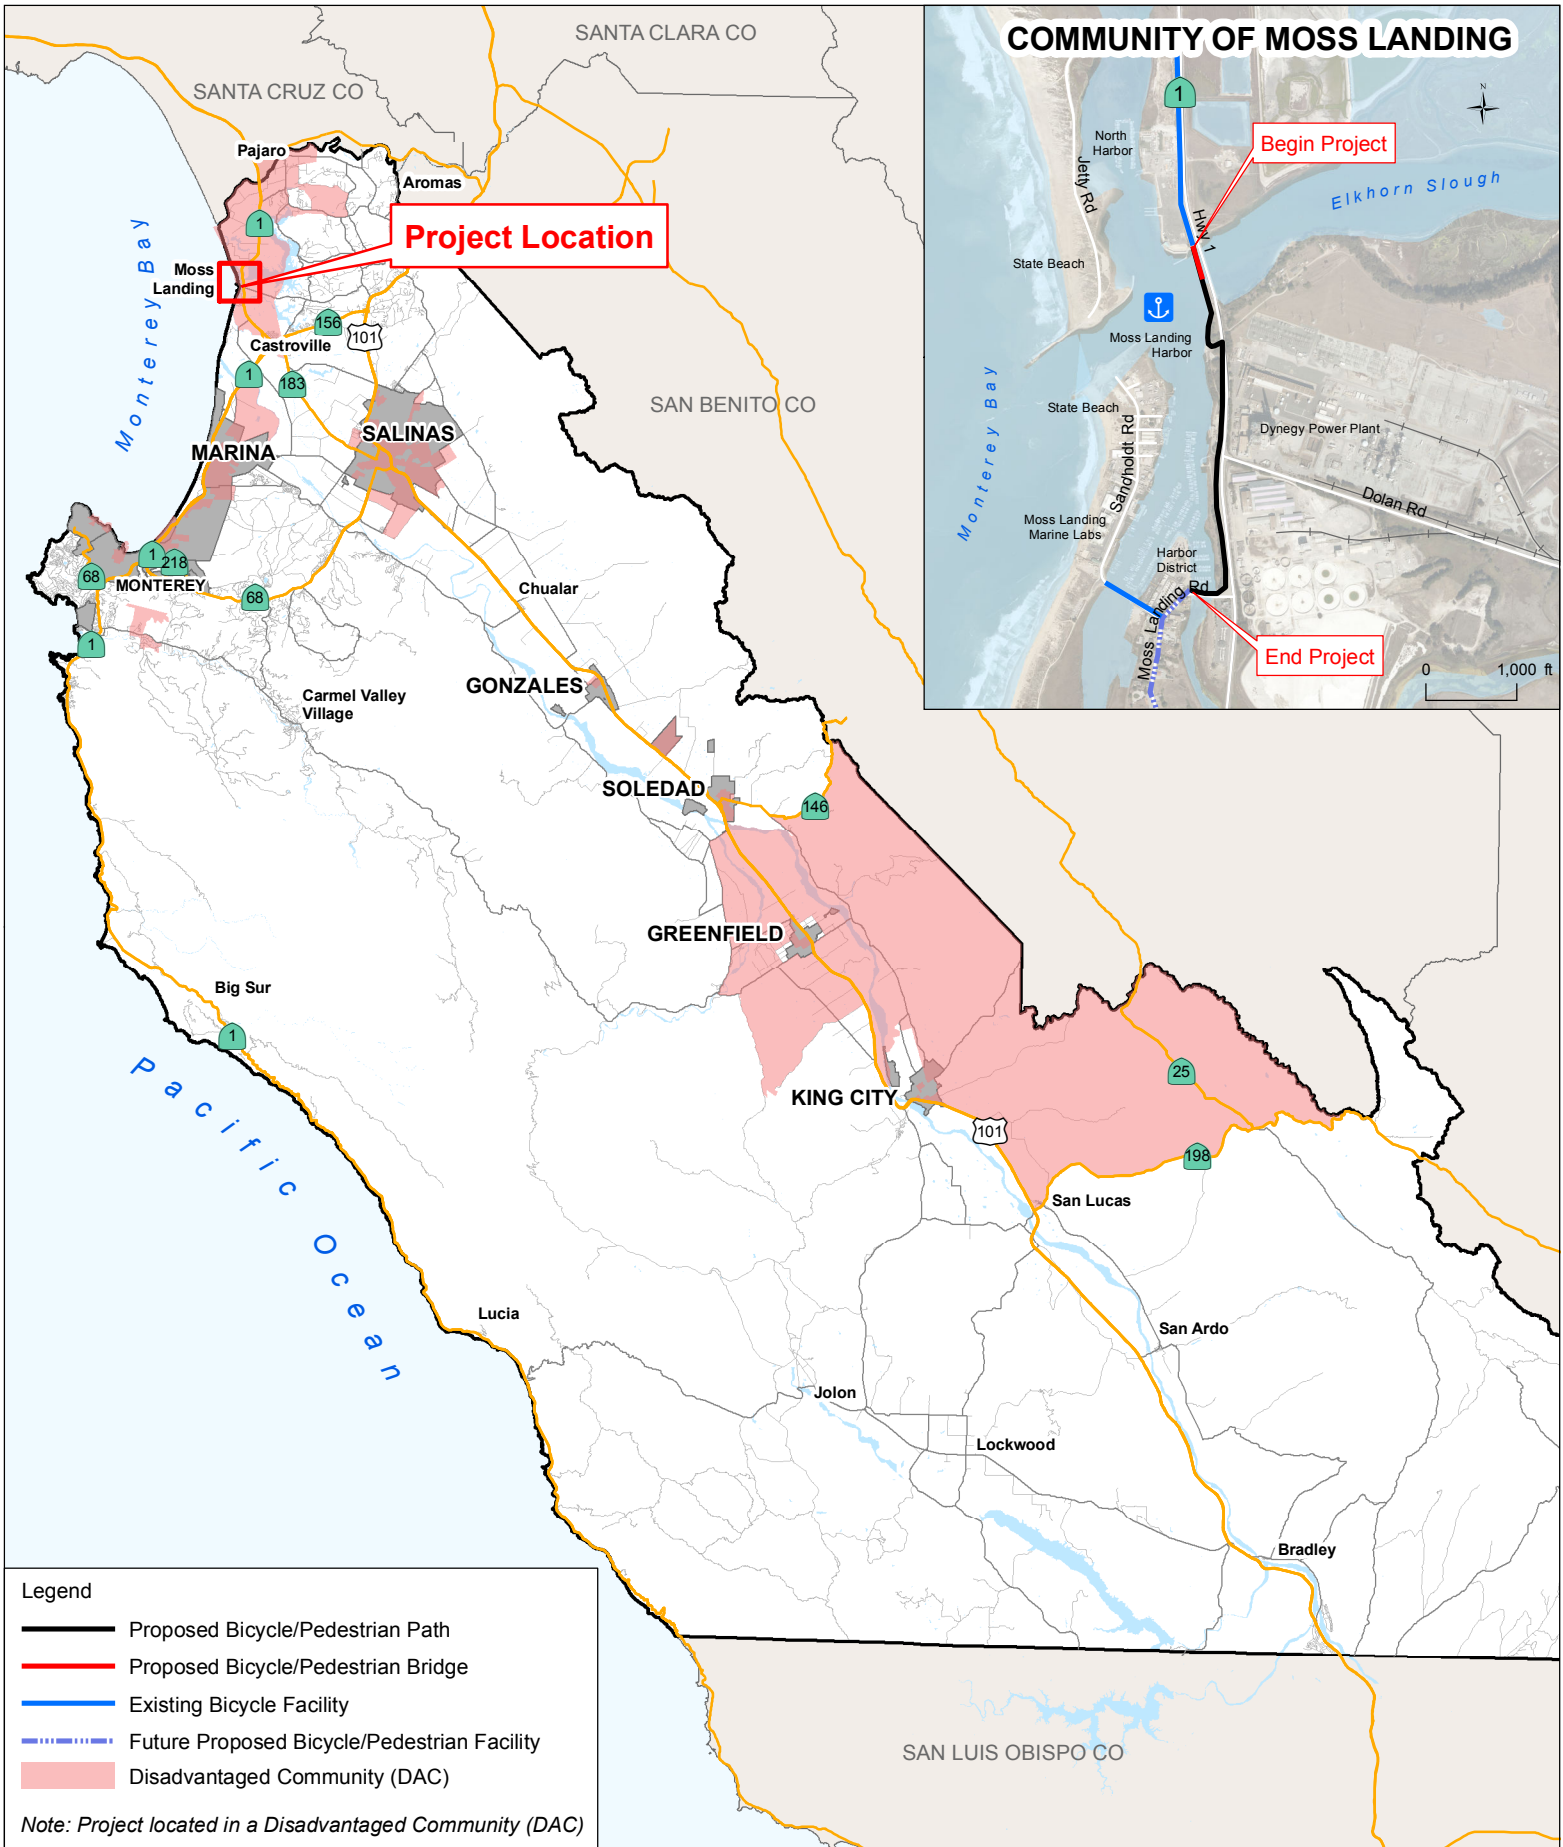 SANTA CLARA CO
SANTA CRUZ CO
Pajaro
Aromas
1
Project Location
Monterey Bay
Moss
Landing
156
101
Castroville
1
183
SAN BENITO CO
SALINAS
MARINA
1
218
68
MONTEREY
68
Chualar
1
GONZALES
Carmel Valley
Village
SOLEDAD
146
GREENFIELD
Big Sur
1
25
KING CITY
101
198
Pacific Ocean
San Lucas
Lucia
San Ardo
Jolon
Lockwood
Bradley
SAN LUIS OBISPO CO
COMMUNITY OF MOSS LANDING
1
N
North
Harbor
Begin Project
Jetty Rd
Elkhorn Slough
Hwy 1
State Beach
Moss Landing
Harbor
Monterey Bay
State Beach
Sandholdt Rd
Dynegy Power Plant
Dolan Rd
Moss Landing
Marine Labs
Harbor
District
Moss Landing Rd
End Project
0 1,000 ft
Legend
Proposed Bicycle/Pedestrian Path
Proposed Bicycle/Pedestrian Bridge
Existing Bicycle Facility
Future Proposed Bicycle/Pedestrian Facility
Disadvantaged Community (DAC)
Note: Project located in a Disadvantaged Community (DAC)